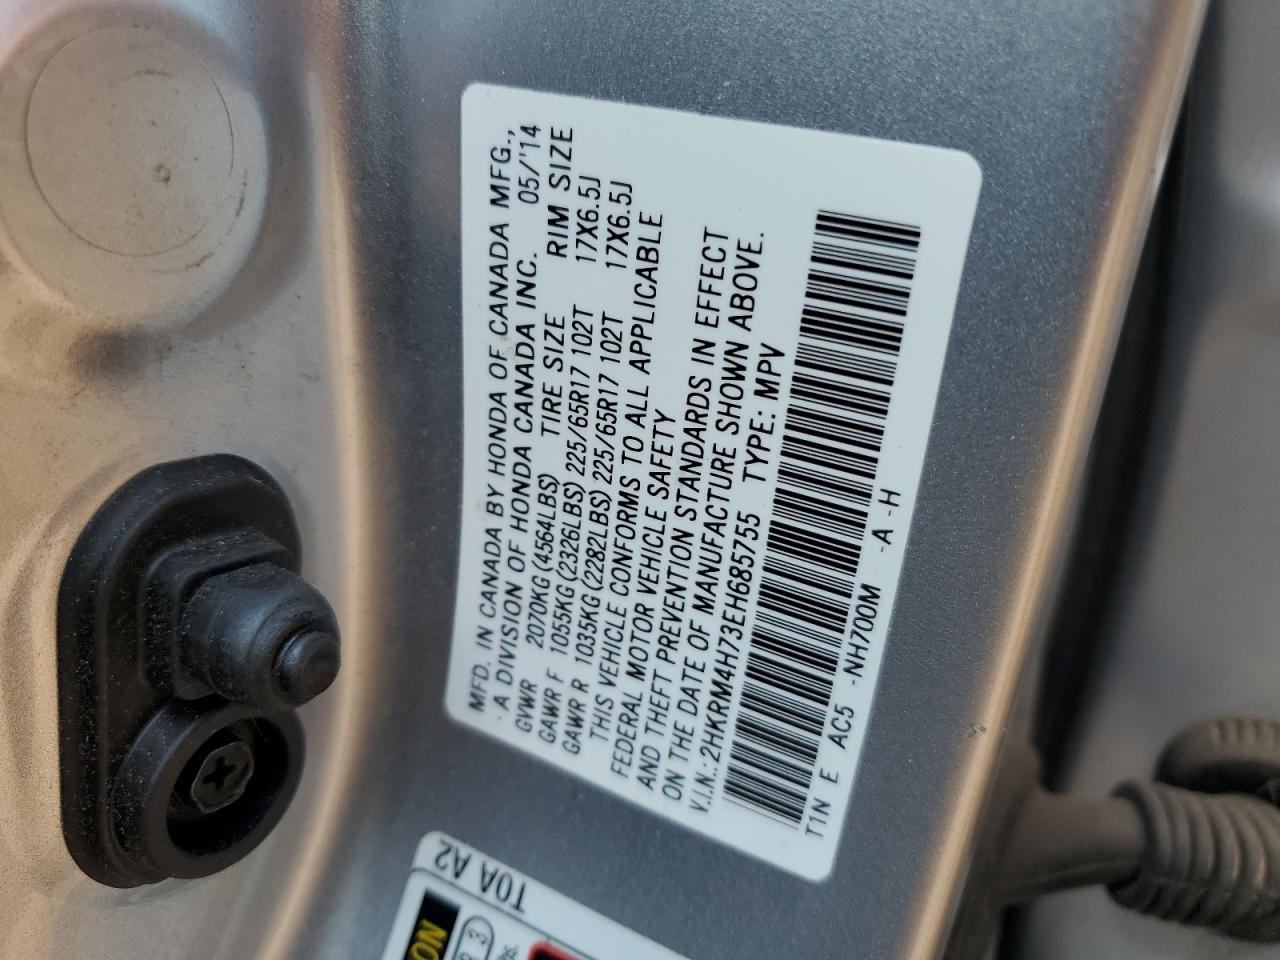 MFD. IN CANADA BY HONDA OF CANADA MFG.,
A DIVISION OF HONDA CANADA INC. 05/'14
GVWR 2070KG (4564LBS) TIRE SIZE RIM SIZE
GAWR F 1055KG (2326LBS) 225/65R17 102T 17X6.5J
GAWR R 1035KG (2282LBS) 225/65R17 102T 17X6.5J
THIS VEHICLE CONFORMS TO ALL APPLICABLE
FEDERAL MOTOR VEHICLE SAFETY
AND THEFT PREVENTION STANDARDS IN EFFECT
ON THE DATE OF MANUFACTURE SHOWN ABOVE.
V.I.N.: 2HKRM4H73EH685755 TYPE: MPV
T1N E AC5 -NH700M -A -H
T0A A2